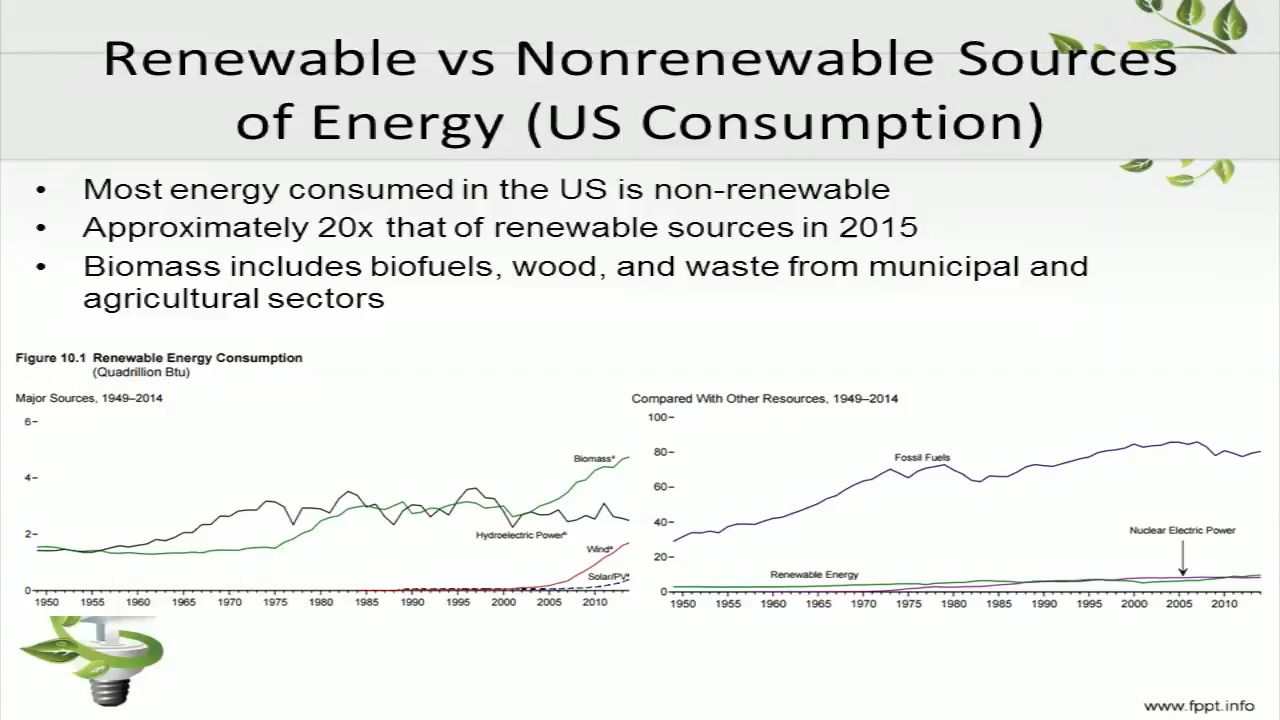 Renewable vs Nonrenewable Sources
of Energy (US Consumption)
• Most energy consumed in the US is non-renewable
• Approximately 20x that of renewable sources in 2015
• Biomass includes biofuels, wood, and waste from municipal and
agricultural sectors
Figure 10.1 Renewable Energy Consumption
(Quadrillion Btu)
Major Sources, 1949–2014
6
4
2
0
Biomassᵃ
Hydroelectric Powerᵇ
Windᵃ
Solar/PVᵃ
1950 1955 1960 1965 1970 1975 1980 1985 1990 1995 2000 2005 2010
Compared With Other Resources, 1949–2014
100
80
60
40
20
0
Fossil Fuels
Nuclear Electric Power
Renewable Energy
1950 1955 1960 1965 1970 1975 1980 1985 1990 1995 2000 2005 2010
www.fppt.info